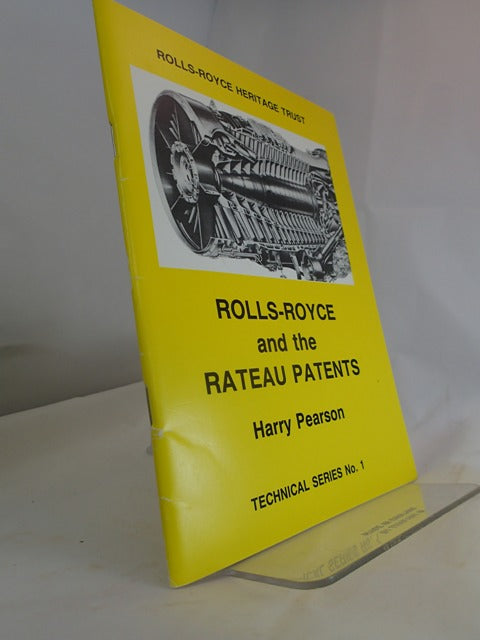 ROLLS-ROYCE HERITAGE TRUST
ROLLS-ROYCE
and the
RATEAU PATENTS
Harry Pearson
TECHNICAL SERIES No. 1